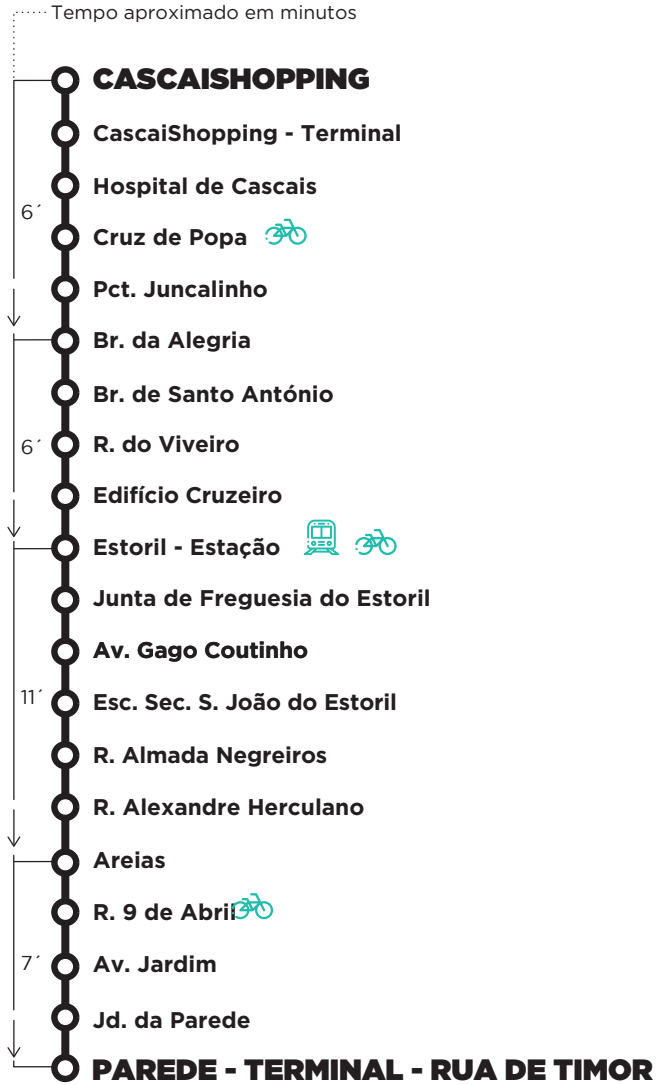 Tempo aproximado em minutos
CASCAISHOPPING
CascaiShopping - Terminal
Hospital de Cascais
6´
Cruz de Popa
Pct. Juncalinho
Br. da Alegria
Br. de Santo António
6´
R. do Viveiro
Edifício Cruzeiro
Estoril - Estação
Junta de Freguesia do Estoril
Av. Gago Coutinho
11´
Esc. Sec. S. João do Estoril
R. Almada Negreiros
R. Alexandre Herculano
Areias
R. 9 de Abril
7´
Av. Jardim
Jd. da Parede
PAREDE - TERMINAL - RUA DE TIMOR